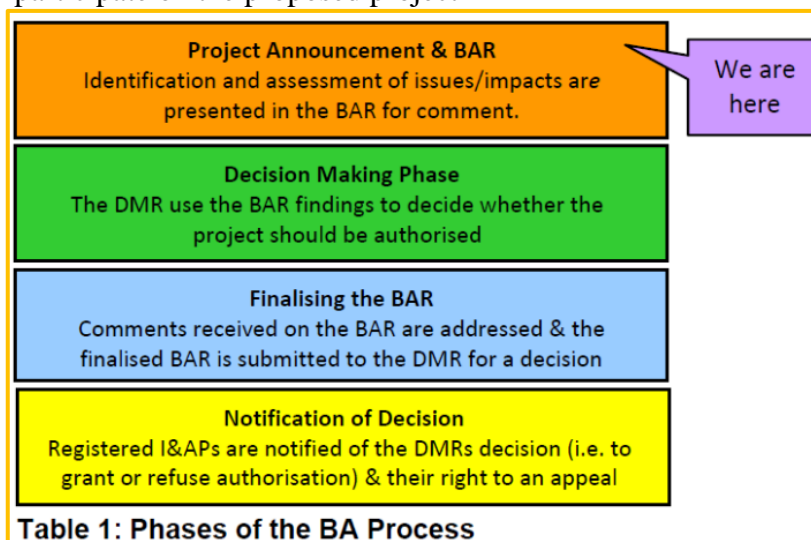 Project Announcement & BAR
Identification and assessment of issues/impacts are
presented in the BAR for comment.
We are
here
Decision Making Phase
The DMR use the BAR findings to decide whether the
project should be authorised
Finalising the BAR
Comments received on the BAR are addressed & the
finalised BAR is submitted to the DMR for a decision
Notification of Decision
Registered I&APs are notified of the DMRs decision (i.e. to
grant or refuse authorisation) & their right to an appeal
Table 1: Phases of the BA Process